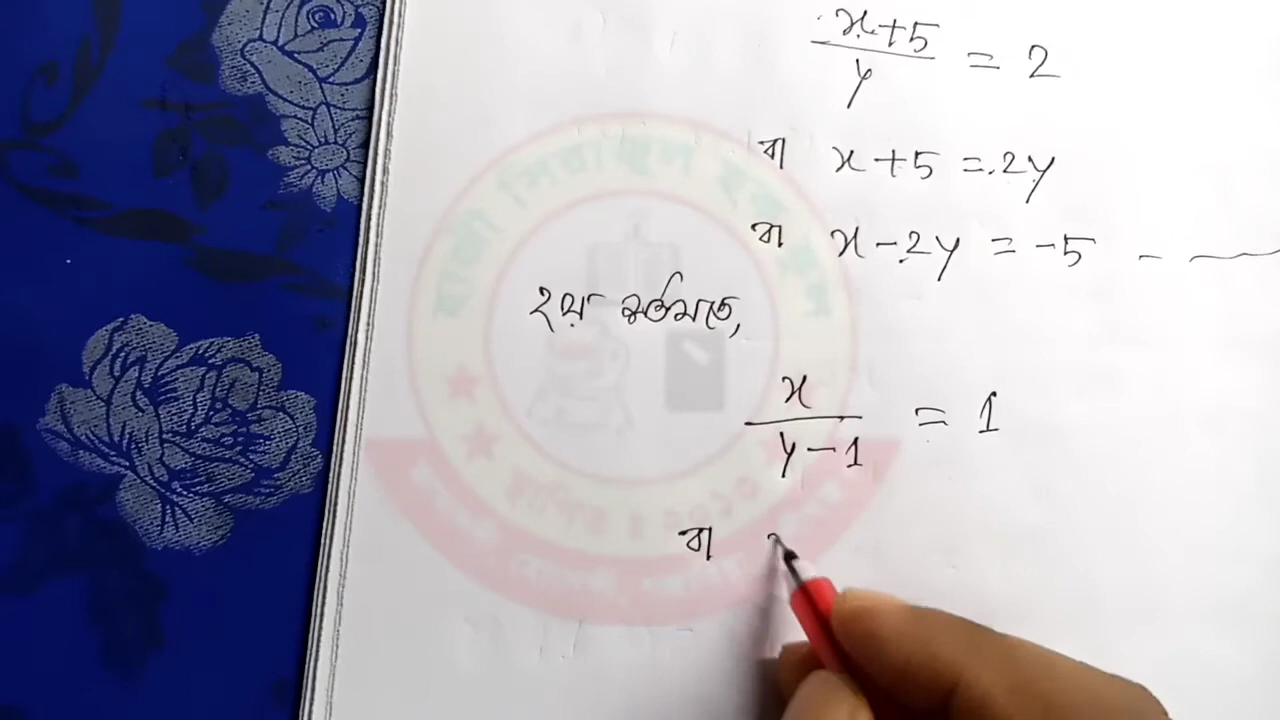 x+5
y = 2
বা x+5 = 2y
বা x-2y = -5
২য় শর্তমতে,
x
y-1 = 1
বা